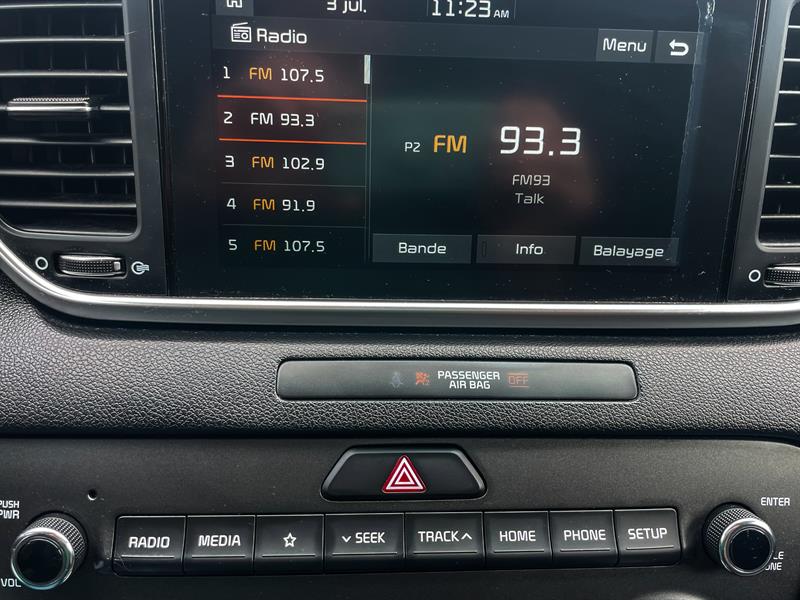 3 jul. 11:23 AM
Radio Menu
1 FM 107.5
2 FM 93.3
3 FM 102.9
4 FM 91.9
5 FM 107.5
P2 FM 93.3
FM93
Talk
Bande Info Balayage
PASSENGER
AIR BAG OFF
PUSH
PWR
VOL
RADIO MEDIA SEEK TRACK HOME PHONE SETUP
ENTER